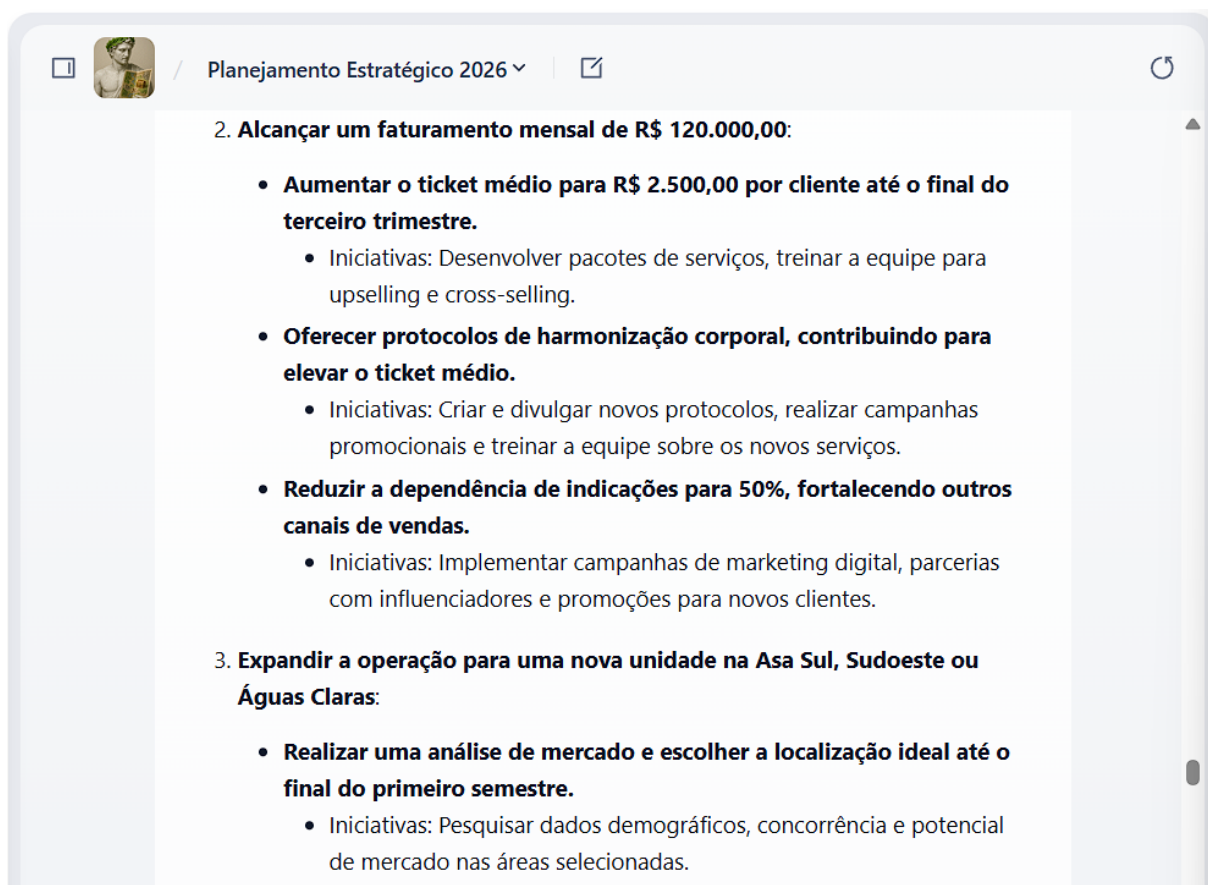 / Planejamento Estratégico 2026
2. Alcançar um faturamento mensal de R$ 120.000,00:
• Aumentar o ticket médio para R$ 2.500,00 por cliente até o final do
terceiro trimestre.
• Iniciativas: Desenvolver pacotes de serviços, treinar a equipe para
upselling e cross-selling.
• Oferecer protocolos de harmonização corporal, contribuindo para
elevar o ticket médio.
• Iniciativas: Criar e divulgar novos protocolos, realizar campanhas
promocionais e treinar a equipe sobre os novos serviços.
• Reduzir a dependência de indicações para 50%, fortalecendo outros
canais de vendas.
• Iniciativas: Implementar campanhas de marketing digital, parcerias
com influenciadores e promoções para novos clientes.
3. Expandir a operação para uma nova unidade na Asa Sul, Sudoeste ou
Águas Claras:
• Realizar uma análise de mercado e escolher a localização ideal até o
final do primeiro semestre.
• Iniciativas: Pesquisar dados demográficos, concorrência e potencial
de mercado nas áreas selecionadas.